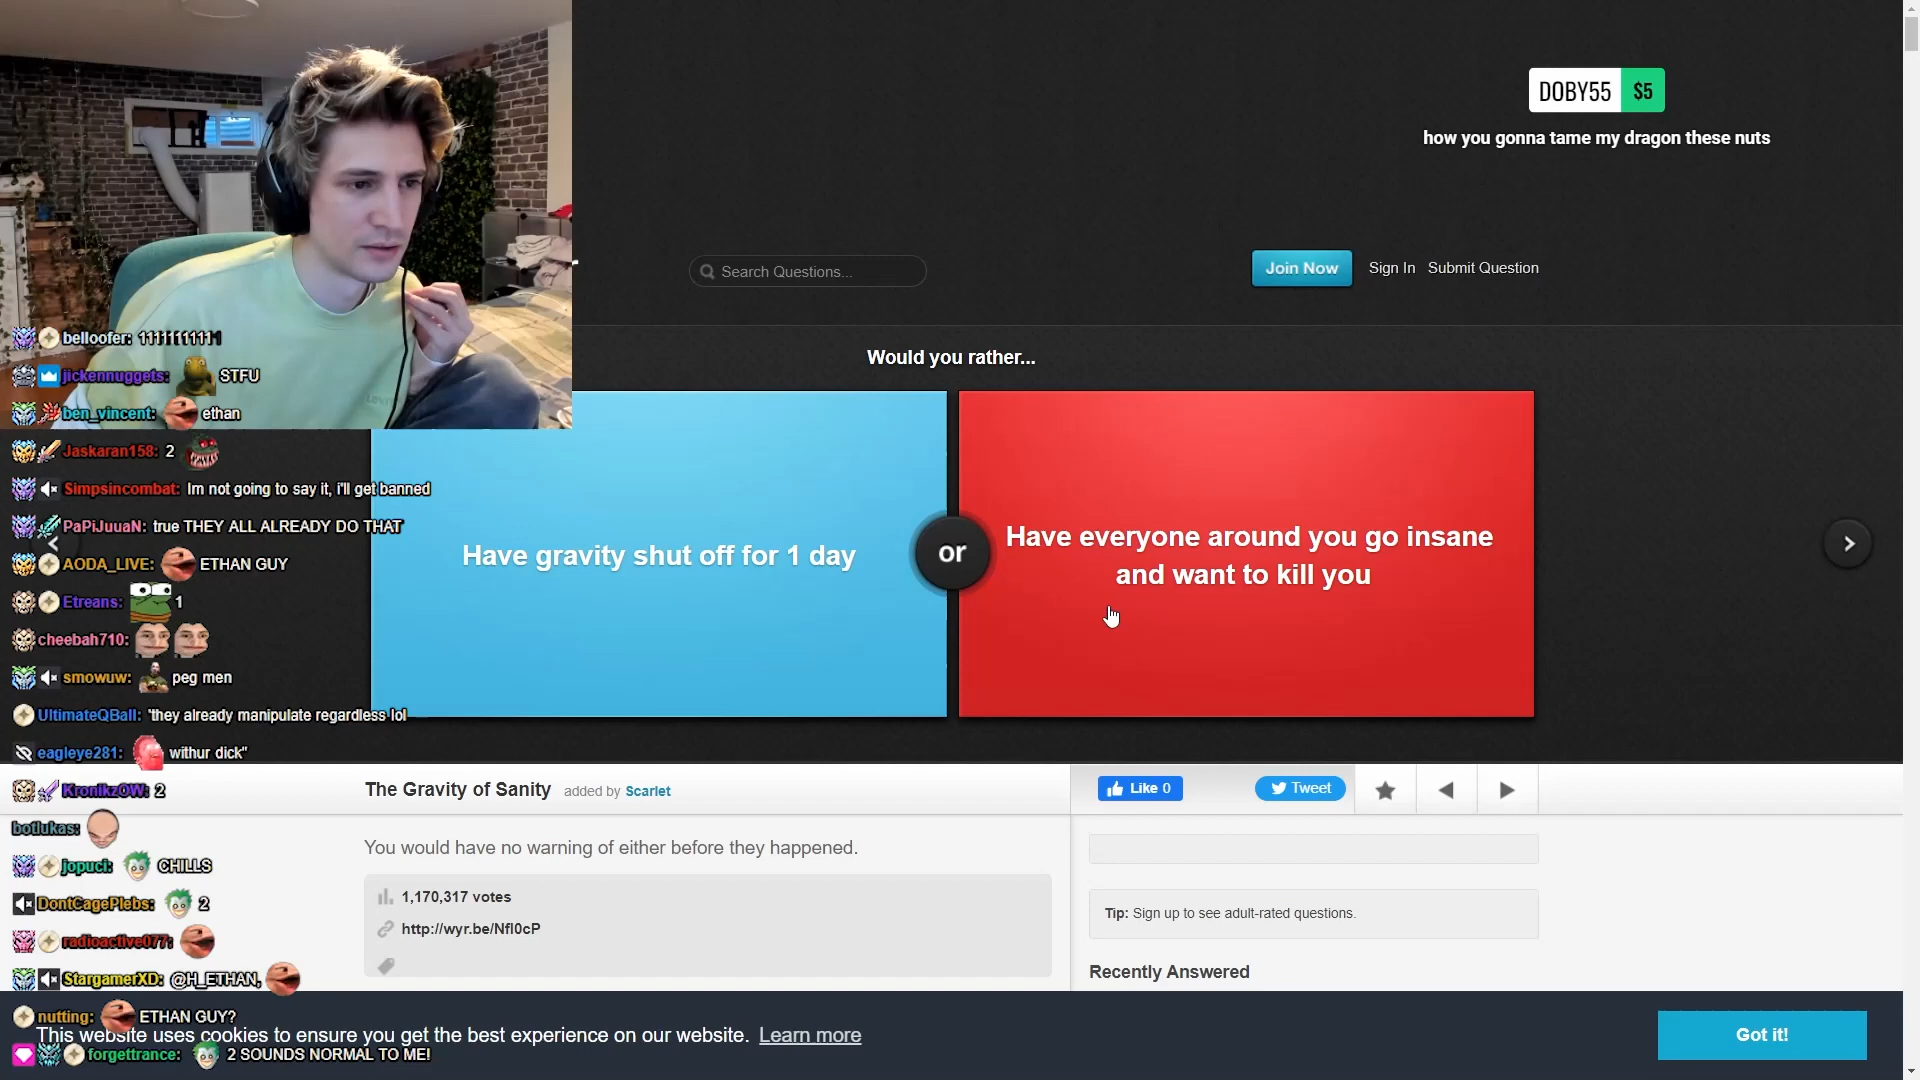 DOBY55 $5
how you gonna tame my dragon these nuts
Search Questions...
Join Now Sign In Submit Question
Would you rather...
Have gravity shut off for 1 day
or
Have everyone around you go insane
and want to kill you
belloofer: 1111111111
jickennuggets: STFU
ben_vincent: ethan
Jaskaran158: 2
Simpsincombat: Im not going to say it, i'll get banned
PaPiJuuaN: true THEY ALL ALREADY DO THAT
AODA_LIVE: ETHAN GUY
Etreans: 1
cheebah710:
smowuw: peg men
UltimateQBall: 'they already manipulate regardless lol
eagleye281: withur dick"
KronikzOW: 2
botlukas:
jopuci: CHILLS
DontCagePlebs: 2
radioactive077:
StargamerXD: @H_ETHAN,
nutting: ETHAN GUY?
forgettrance: 2 SOUNDS NORMAL TO ME!
The Gravity of Sanity added by Scarlet
Like 0
Tweet
You would have no warning of either before they happened.
1,170,317 votes
http://wyr.be/Nfl0cP
Tip: Sign up to see adult-rated questions.
Recently Answered
This website uses cookies to ensure you get the best experience on our website. Learn more
Got it!